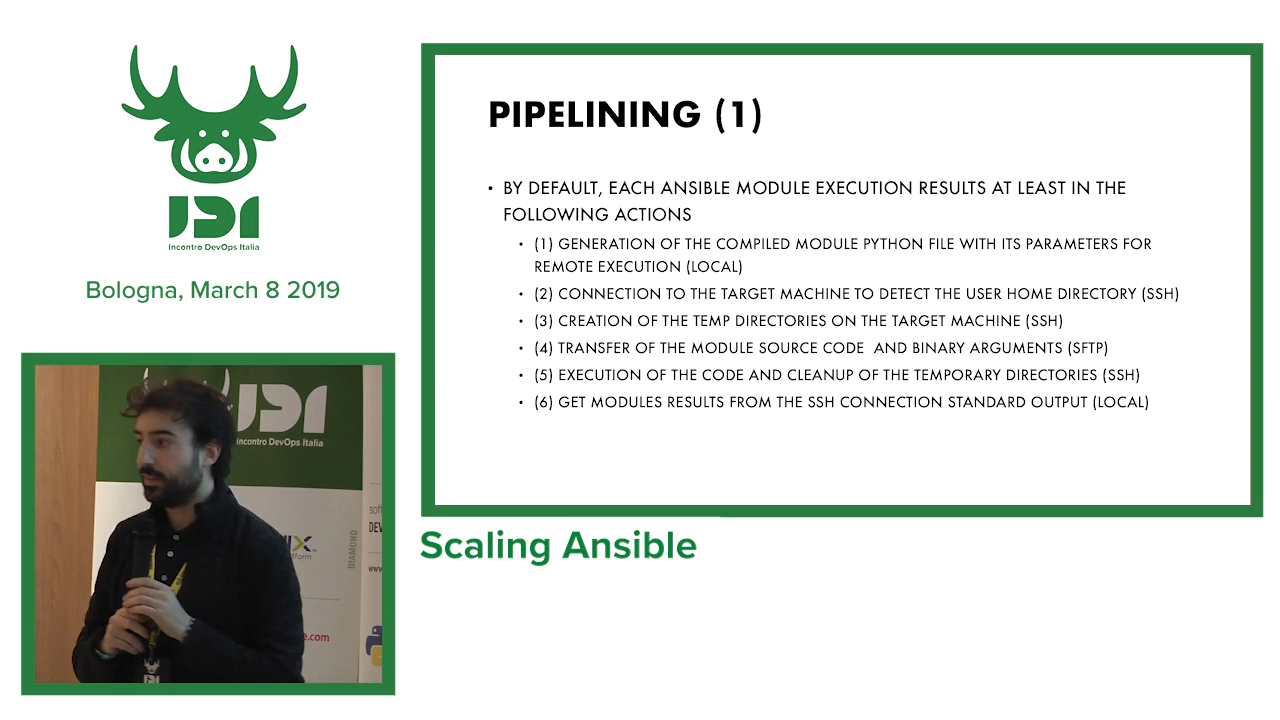 IDI
Incontro DevOps Italia
Bologna, March 8 2019
PIPELINING (1)
• BY DEFAULT, EACH ANSIBLE MODULE EXECUTION RESULTS AT LEAST IN THE
FOLLOWING ACTIONS
• (1) GENERATION OF THE COMPILED MODULE PYTHON FILE WITH ITS PARAMETERS FOR
REMOTE EXECUTION (LOCAL)
• (2) CONNECTION TO THE TARGET MACHINE TO DETECT THE USER HOME DIRECTORY (SSH)
• (3) CREATION OF THE TEMP DIRECTORIES ON THE TARGET MACHINE (SSH)
• (4) TRANSFER OF THE MODULE SOURCE CODE  AND BINARY ARGUMENTS (SFTP)
• (5) EXECUTION OF THE CODE AND CLEANUP OF THE TEMPORARY DIRECTORIES (SSH)
• (6) GET MODULES RESULTS FROM THE SSH CONNECTION STANDARD OUTPUT (LOCAL)
Scaling Ansible
IDI
Incontro DevOps Italia
DIAMOND